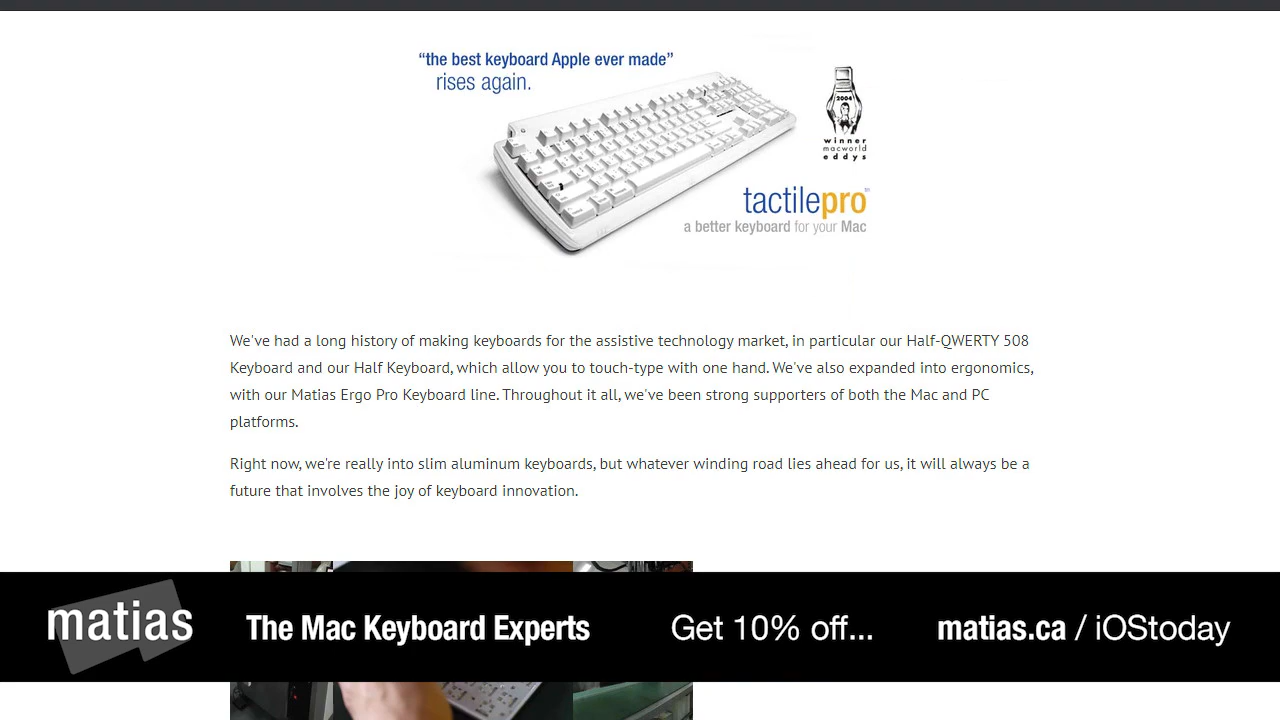 “the best keyboard Apple ever made”
rises again.
2004
winner
macworld
eddys
tactilepro™
a better keyboard for your Mac
We've had a long history of making keyboards for the assistive technology market, in particular our Half-QWERTY 508
Keyboard and our Half Keyboard, which allow you to touch-type with one hand. We've also expanded into ergonomics,
with our Matias Ergo Pro Keyboard line. Throughout it all, we've been strong supporters of both the Mac and PC
platforms.
Right now, we're really into slim aluminum keyboards, but whatever winding road lies ahead for us, it will always be a
future that involves the joy of keyboard innovation.
matias
The Mac Keyboard Experts
Get 10% off...
matias.ca / iOStoday